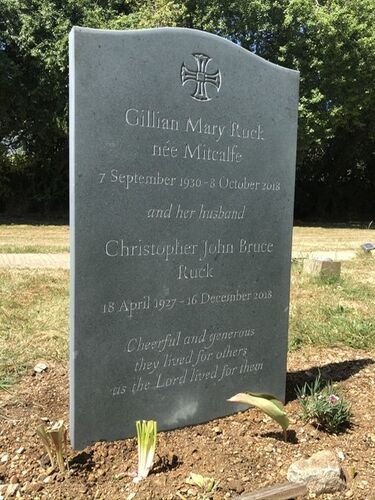 Gillian Mary Ruck
née Mitcalfe
7 September 1930 - 8 October 2018
and her husband
Christopher John Bruce
Ruck
18 April 1927 - 16 December 2018
Cheerful and generous
they lived for others
as the Lord lived for them